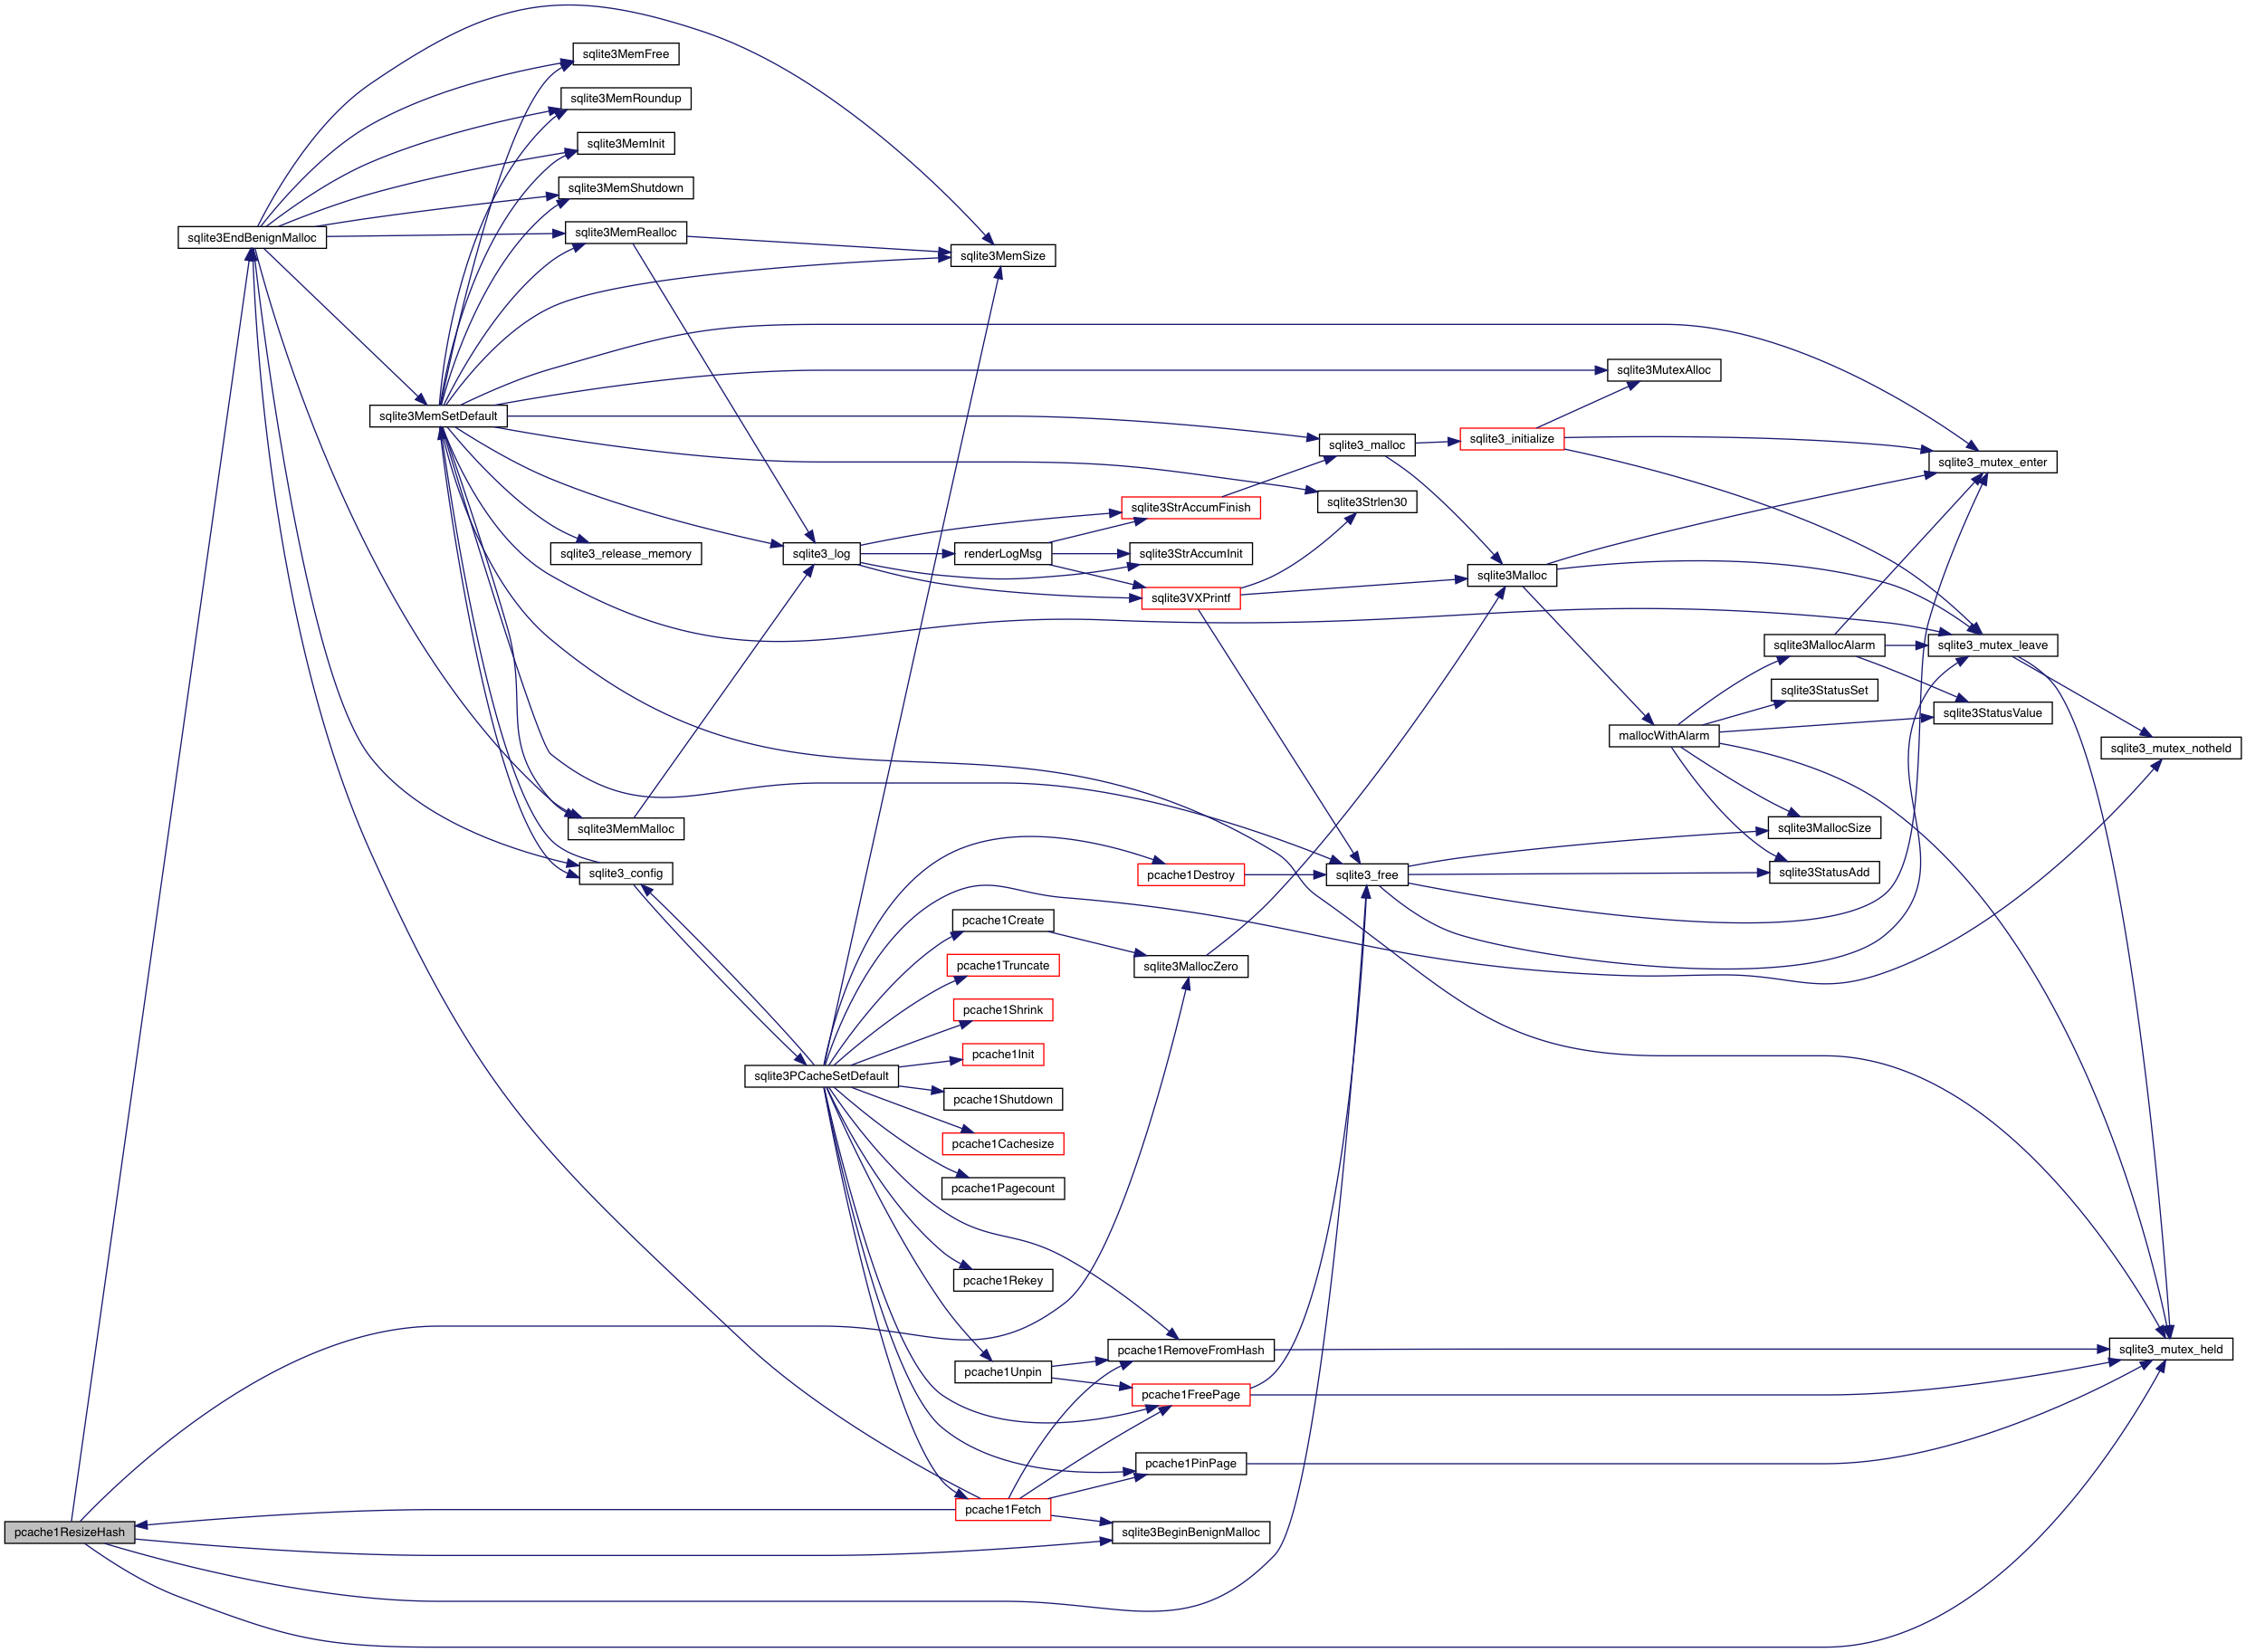 sqlite3MemFree
sqlite3MemRoundup
sqlite3MemInit
sqlite3MemShutdown
sqlite3EndBenignMalloc
sqlite3MemRealloc
sqlite3MemSize
sqlite3MutexAlloc
sqlite3MemSetDefault
sqlite3_malloc
sqlite3_initialize
sqlite3_mutex_enter
sqlite3StrAccumFinish
sqlite3Strlen30
sqlite3_release_memory
sqlite3_log
renderLogMsg
sqlite3StrAccumInit
sqlite3Malloc
sqlite3VXPrintf
sqlite3MallocAlarm
sqlite3_mutex_leave
sqlite3StatusSet
sqlite3StatusValue
mallocWithAlarm
sqlite3_mutex_notheld
sqlite3MemMalloc
sqlite3MallocSize
sqlite3_config
pcache1Destroy
sqlite3_free
sqlite3StatusAdd
pcache1Create
pcache1Truncate
sqlite3MallocZero
pcache1Shrink
pcache1Init
sqlite3PCacheSetDefault
pcache1Shutdown
pcache1Cachesize
pcache1Pagecount
pcache1Rekey
pcache1RemoveFromHash
sqlite3_mutex_held
pcache1Unpin
pcache1FreePage
pcache1PinPage
pcache1Fetch
pcache1ResizeHash
sqlite3BeginBenignMalloc